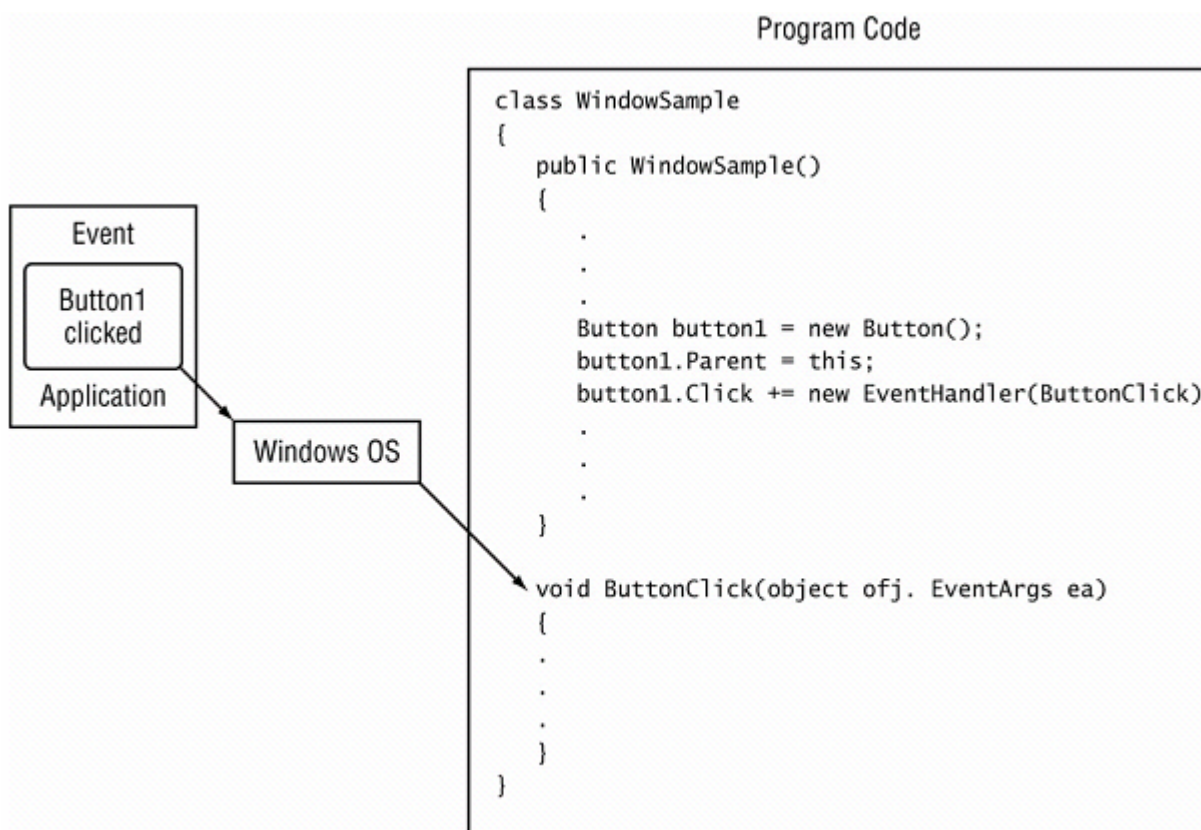 Program Code
Event
Button1
clicked
Application
Windows OS
class WindowSample
{
public WindowSample()
{
.
.
.
Button button1 = new Button();
button1.Parent = this;
button1.Click += new EventHandler(ButtonClick)
.
.
.
}
void ButtonClick(object ofj. EventArgs ea)
{
.
.
.
}
}